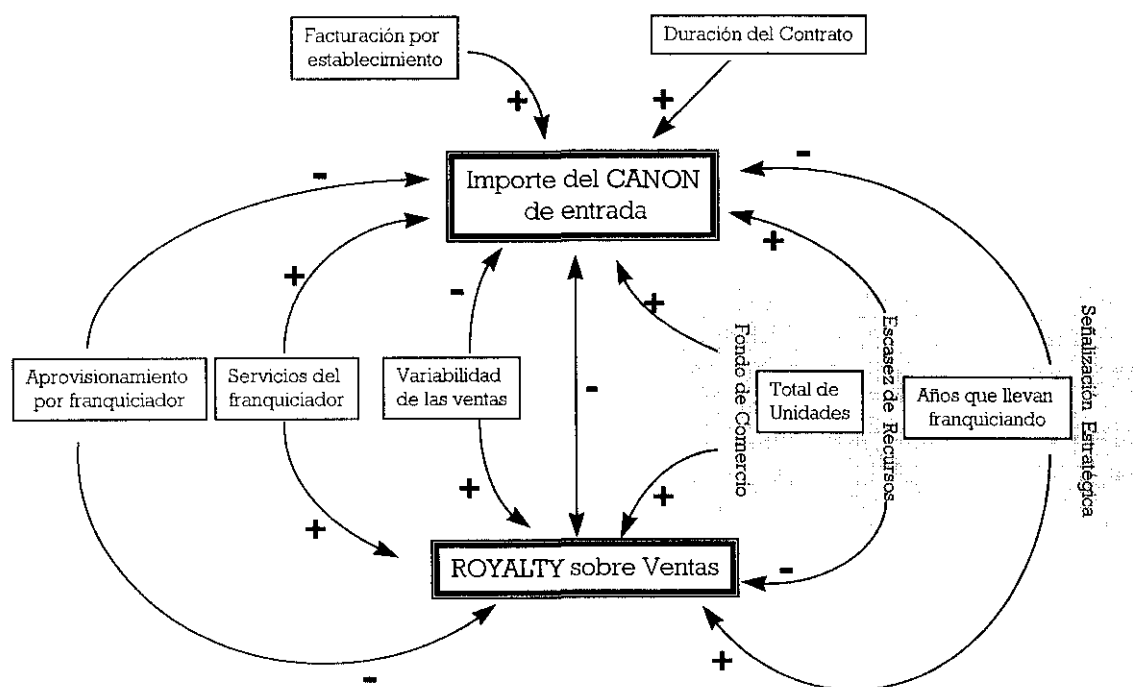 Facturación por
establecimiento
Duración del Contrato
+
+
-
-
Importe del CANON
de entrada
+
+
-
+
Aprovisionamiento
por franquiciador
Servicios del
franquiciador
Variabilidad
de las ventas
-
Fondo de Comercio
Total de
Unidades
Escasez de Recursos
Años que llevan
franquiciando
Señalización Estratégica
+
+
+
ROYALTY sobre Ventas
-
-
+